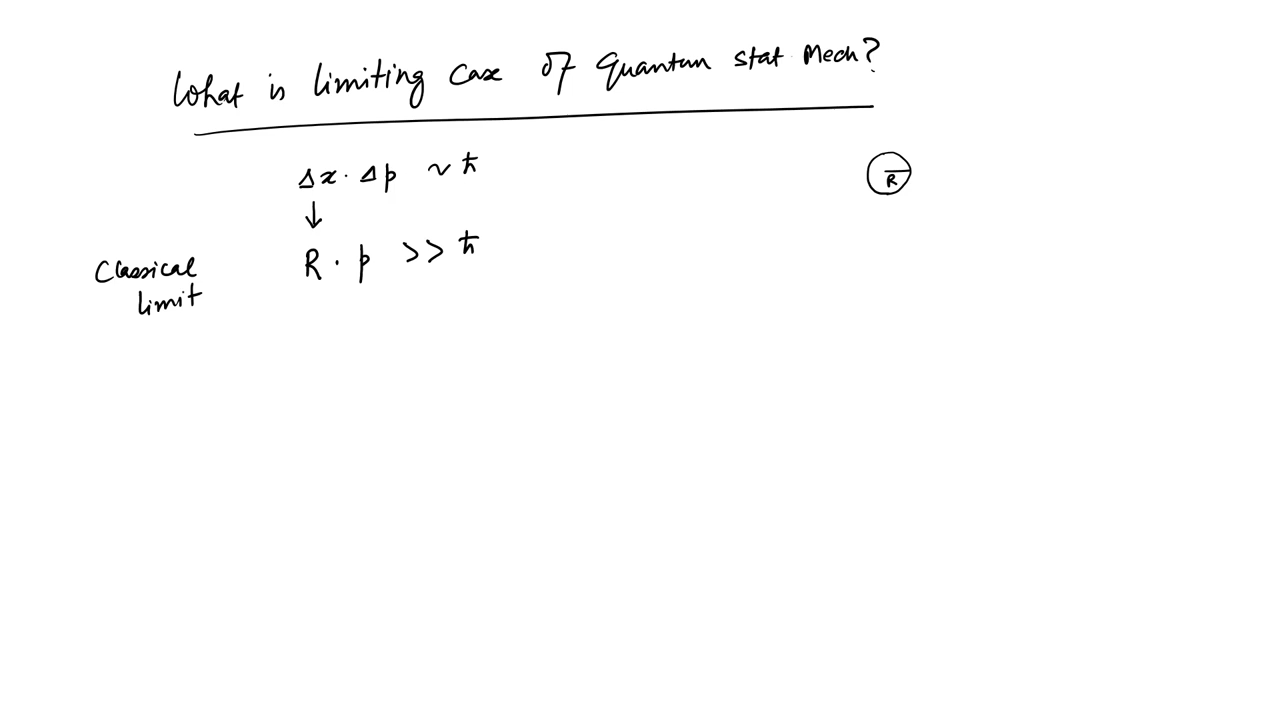 What is limiting case of quantum stat Mech?
Δx · Δp ~ ħ
R
↓
R · p >> ħ
Classical
limit